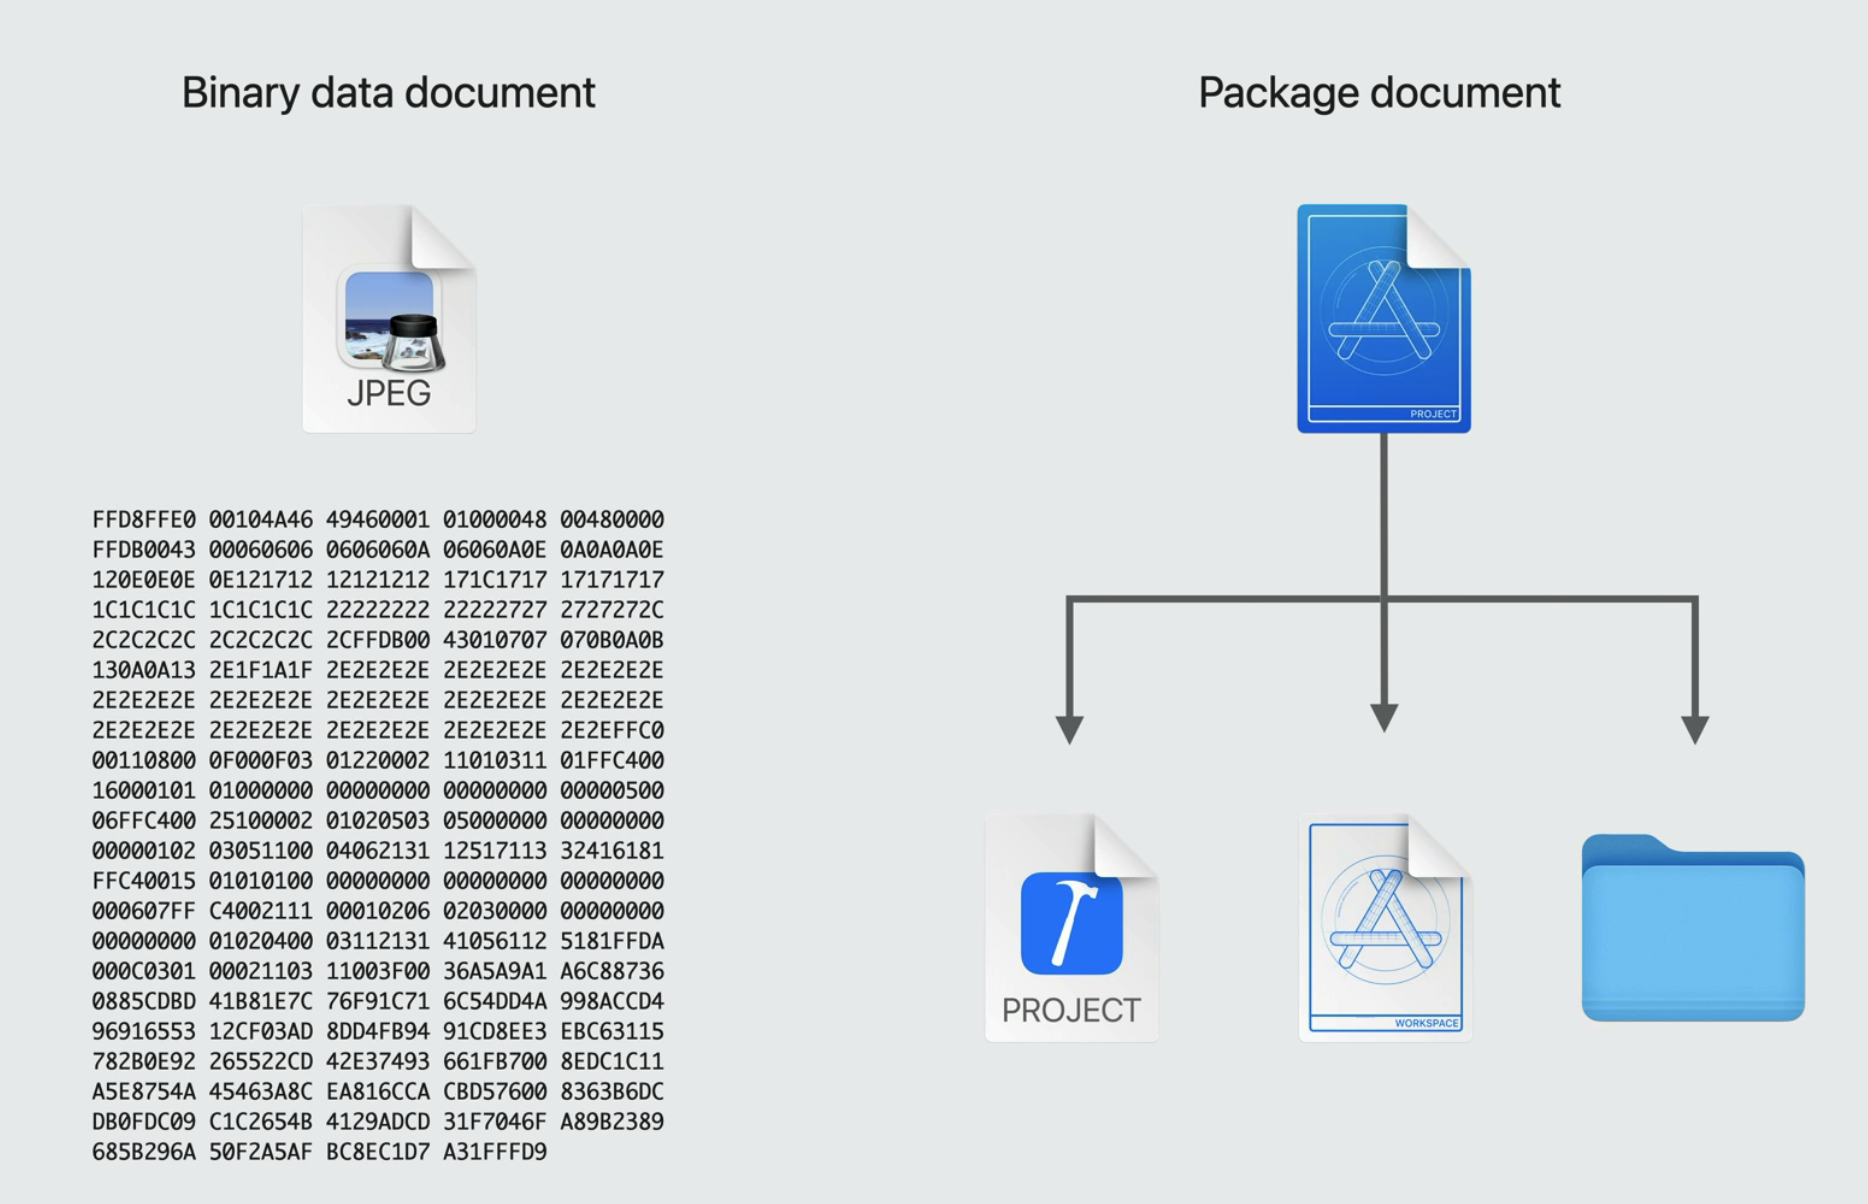 Binary data document
Package document
JPEG
PROJECT
FFD8FFE0 00104A46 49460001 01000048 00480000
FFDB0043 00060606 0606060A 06060A0E 0A0A0A0E
120E0E0E 0E121712 12121212 171C1717 17171717
1C1C1C1C 1C1C1C1C 22222222 22222727 2727272C
2C2C2C2C 2C2C2C2C 2CFFDB00 43010707 070B0A0B
130A0A13 2E1F1A1F 2E2E2E2E 2E2E2E2E 2E2E2E2E
2E2E2E2E 2E2E2E2E 2E2E2E2E 2E2E2E2E 2E2E2E2E
2E2E2E2E 2E2E2E2E 2E2E2E2E 2E2E2E2E 2E2EFFC0
00110800 0F000F03 01220002 11010311 01FFC400
16000101 01000000 00000000 00000000 00000500
06FFC400 25100002 01020503 05000000 00000000
00000102 03051100 04062131 12517113 32416181
FFC40015 01010100 00000000 00000000 00000000
000607FF C4002111 00010206 02030000 00000000
00000000 01020400 03112131 41056112 5181FFDA
000C0301 00021103 11003F00 36A5A9A1 A6C88736
0885CDBD 41B81E7C 76F91C71 6C54DD4A 998ACCD4
96916553 12CF03AD 8DD4FB94 91CD8EE3 EBC63115
782B0E92 265522CD 42E37493 661FB700 8EDC1C11
A5E8754A 45463A8C EA816CCA CBD57600 8363B6DC
DB0FDC09 C1C2654B 4129ADCD 31F7046F A89B2389
685B296A 50F2A5AF BC8EC1D7 A31FFFD9
PROJECT
WORKSPACE